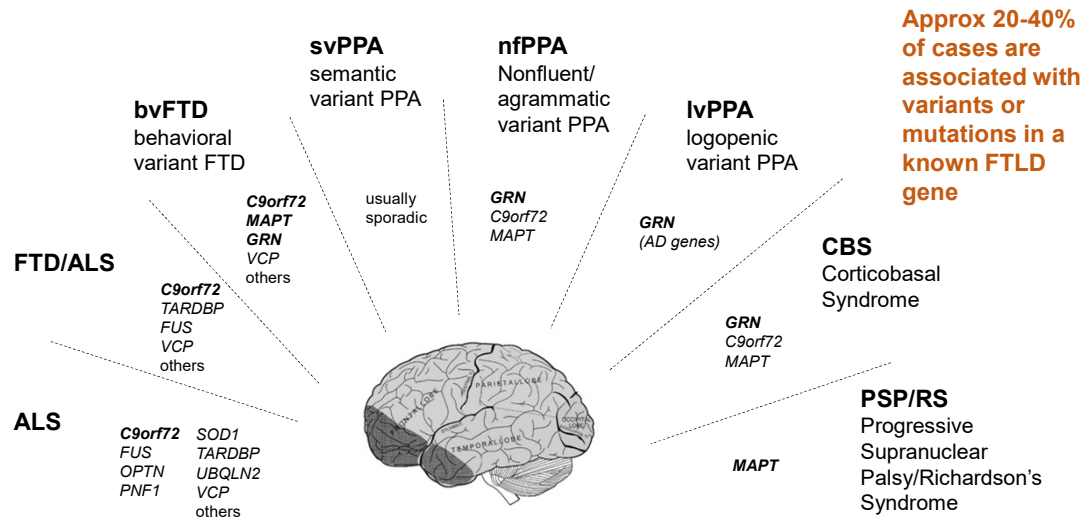 svPPA
semantic
variant PPA
nfPPA
Nonfluent/
agrammatic
variant PPA
Approx 20-40%
of cases are
associated with
variants or
mutations in a
known FTLD
gene
bvFTD
behavioral
variant FTD
lvPPA
logopenic
variant PPA
C9orf72
MAPT
GRN
VCP
others
usually
sporadic
GRN
C9orf72
MAPT
GRN
(AD genes)
FTD/ALS
C9orf72
TARDBP
FUS
VCP
others
CBS
Corticobasal
Syndrome
GRN
C9orf72
MAPT
ALS
C9orf72
FUS
OPTN
PNF1
SOD1
TARDBP
UBQLN2
VCP
others
PSP/RS
Progressive
Supranuclear
Palsy/Richardson's
Syndrome
MAPT
FRONTAL LOBE
PARIETAL LOBE
TEMPORAL LOBE
OCCIPITAL
LOBE